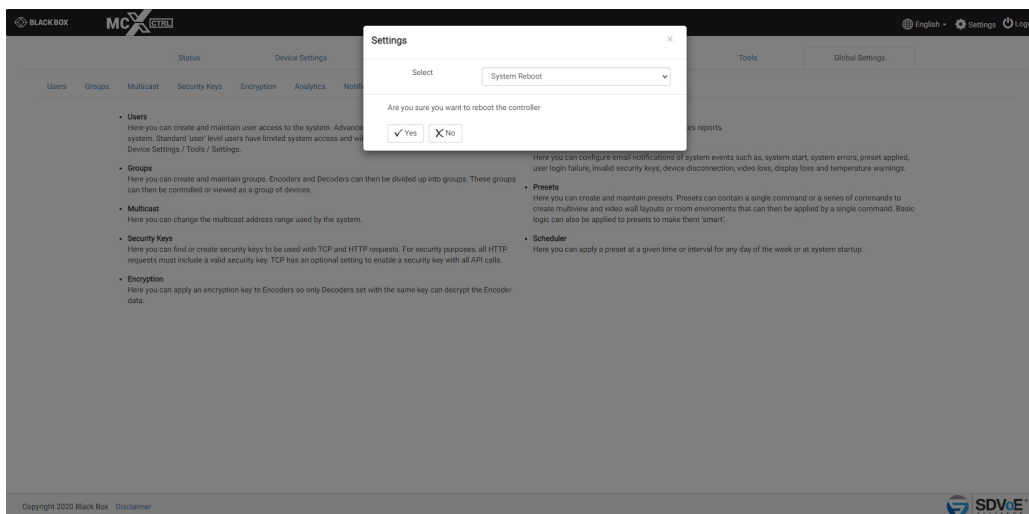 BLACK BOX
MCX CTRL
English
Settings
Log
Status
Device Settings
Tools
Global Settings
Users
Groups
Multicast
Security Keys
Encryption
Analytics
Notifi
Settings
×
Select
System Reboot
Are you sure you want to reboot the controller
Yes
No
• Users
Here you can create and maintain user access to the system. Advance
system. Standard 'user' level users have limited system access and wil
Device Settings / Tools / Settings.
• Groups
Here you can create and maintain groups. Encoders and Decoders can then be divided up into groups. These groups
can then be controlled or viewed as a group of devices.
• Multicast
Here you can change the multicast address range used by the system.
• Security Keys
Here you can find or create security keys to be used with TCP and HTTP requests. For security purposes, all HTTP
requests must include a valid security key. TCP has an optional setting to enable a security key with all API calls.
• Encryption
Here you can apply an encryption key to Encoders so only Decoders set with the same key can decrypt the Encoder
data.
es reports.
Here you can configure email notifications of system events such as, system start, system errors, preset applied,
user login failure, invalid security keys, device disconnection, video loss, display loss and temperature warnings.
• Presets
Here you can create and maintain presets. Presets can contain a single command or a series of commands to
create multiview and video wall layouts or room enviroments that can then be applied by a single command. Basic
logic can also be applied to presets to make them 'smart'.
• Scheduler
Here you can apply a preset at a given time or interval for any day of the week or at system startup.
Copyright 2020 Black Box
Disclaimer
SDVoE